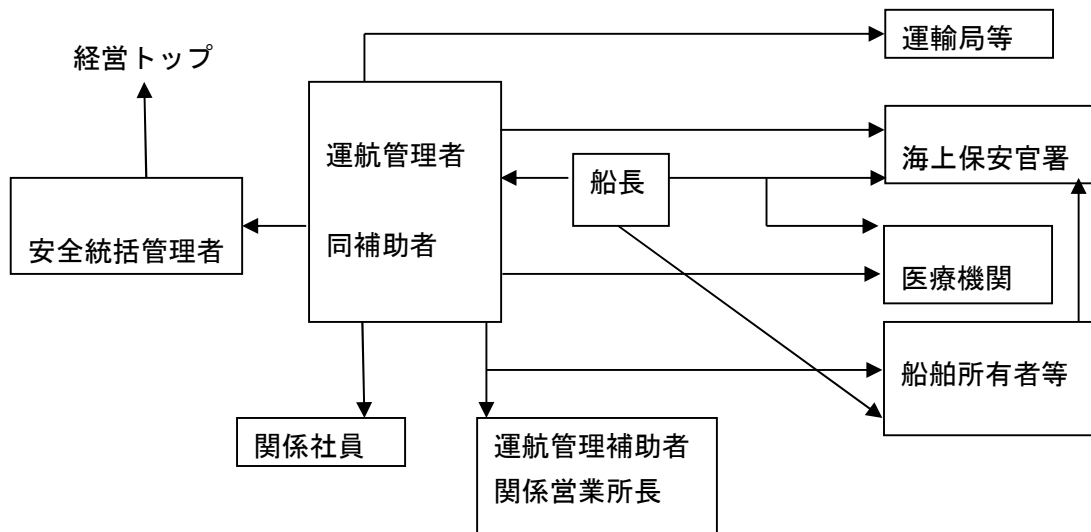 運輸局等
経営トップ
運航管理者
同補助者
海上保安官署
船長
安全統括管理者
医療機関
船舶所有者等
関係社員
運航管理補助者
関係営業所長